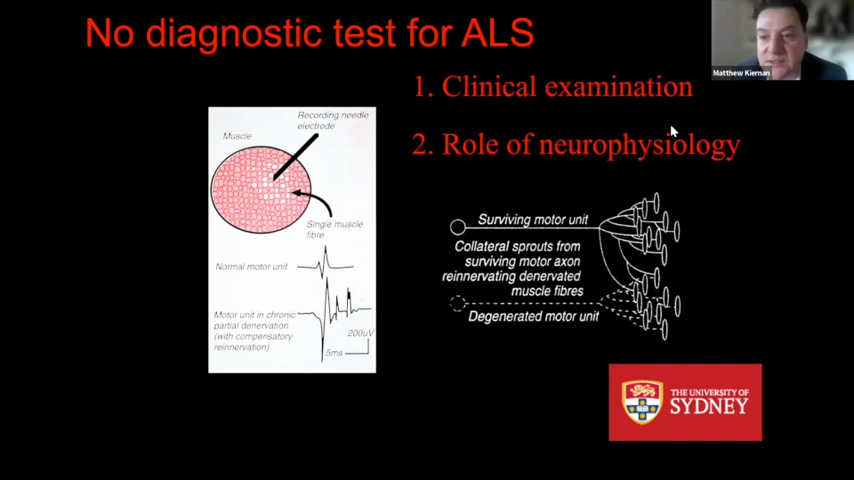 No diagnostic test for ALS
Matthew Kiernan
1. Clinical examination
2. Role of neurophysiology
Recording needle
electrode
Muscle
Single muscle
fibre
Normal motor unit
Motor unit in chronic
partial denervation
(with compensatory
reinnervation)
200uV
5ms
Surviving motor unit
Collateral sprouts from
surviving motor axon
reinnervating denervated
muscle fibres
Degenerated motor unit
THE UNIVERSITY OF
SYDNEY